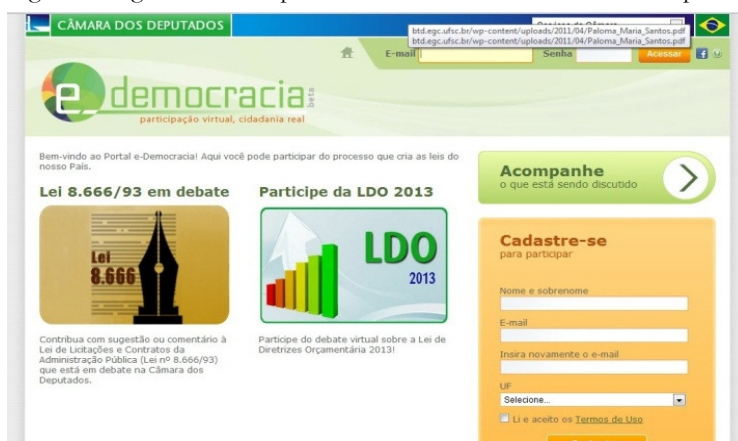 CÂMARA DOS DEPUTADOS
btd.egc.ufsc.br/wp-content/uploads/2011/04/Paloma_Maria_Santos.pdf
btd.egc.ufsc.br/wp-content/uploads/2011/04/Paloma_Maria_Santos.pdf
E-mail
Senha
Acessar
e democracia beta
participação virtual, cidadania real
Bem-vindo ao Portal e-Democracia! Aqui você pode participar do processo que cria as leis do
nosso País.
Lei 8.666/93 em debate
Lei
8.666
Contribua com sugestão ou comentário à
Lei de Licitações e Contratos da
Administração Pública (Lei nº 8.666/93)
que está em debate na Câmara dos
Deputados.
Participe da LDO 2013
LDO
2013
Participe do debate virtual sobre a Lei de
Diretrizes Orçamentária 2013!
Acompanhe
o que está sendo discutido
Cadastre-se
para participar
Nome e sobrenome
E-mail
Insira novamente o e-mail
UF
Selecione...
Li e aceito os Termos de Uso